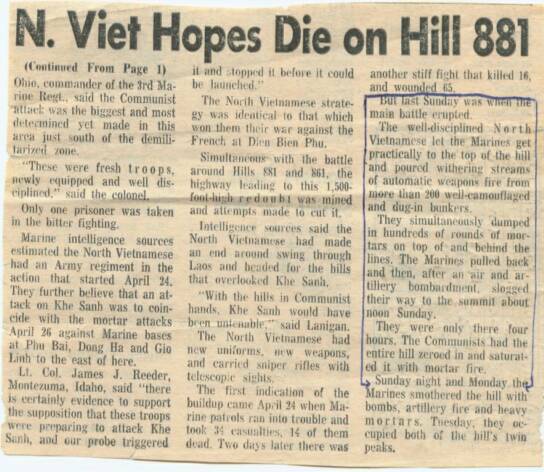 N. Viet Hopes Die on Hill 881
(Continued From Page 1)
Ohio, commander of the 3rd Ma-
rine Regt., said the Communist
attack was the biggest and most
determined yet made in this
area just south of the demili-
tarized zone.
"These were fresh troops,
newly equipped and well dis-
ciplined," said the colonel.
Only one prisoner was taken
in the bitter fighting.
Marine intelligence sources
estimated the North Vietnamese
had an Army regiment in the
action that started April 24.
They further believe that an at-
tack on Khe Sanh was to coin-
cide with the mortar attacks
April 26 against Marine bases
at Phu Bai, Dong Ha and Gio
Linh to the east of here.
Lt. Col. James J. Reeder,
Montezuma, Idaho, said "there
is certainly evidence to support
the supposition that these troops
were preparing to attack Khe
Sanh, and our probe triggered
it and stopped it before it could
be launched."
The North Vietnamese strate-
gy was identical to that which
won them their war against the
French at Dien Bien Phu.
Simultaneous with the battle
around Hills 881 and 861, the
highway leading to this 1,500-
foot-high redoubt was mined
and attempts made to cut it.
Intelligence sources said the
North Vietnamese had made
an end around swing through
Laos and headed for the hills
that overlooked Khe Sanh.
"With the hills in Communist
hands, Khe Sanh would have
been untenable," said Lanigan.
The North Vietnamese had
new uniforms, new weapons,
and carried sniper rifles with
telescopic sights.
The first indication of the
buildup came April 24 when Ma-
rine patrols ran into trouble and
took 34 casualties, 14 of them
dead. Two days later there was
another stiff fight that killed 16,
and wounded 65.
But last Sunday was when the
main battle erupted.
The well-disciplined North
Vietnamese let the Marines get
practically to the top of the hill
and poured withering streams
of automatic weapons fire from
more than 200 well-camouflaged
and dug-in bunkers.
They simultaneously dumped
in hundreds of rounds of mor-
tars on top of and behind the
lines. The Marines pulled back
and then, after an air and ar-
tillery bombardment, slogged
their way to the summit about
noon Sunday.
They were only there four
hours. The Communists had the
entire hill zeroed in and saturat-
ed it with mortar fire.
Sunday night and Monday the
Marines smothered the hill with
bombs, artillery fire and heavy
mortars. Tuesday, they oc-
cupied both of the hill's twin
peaks.